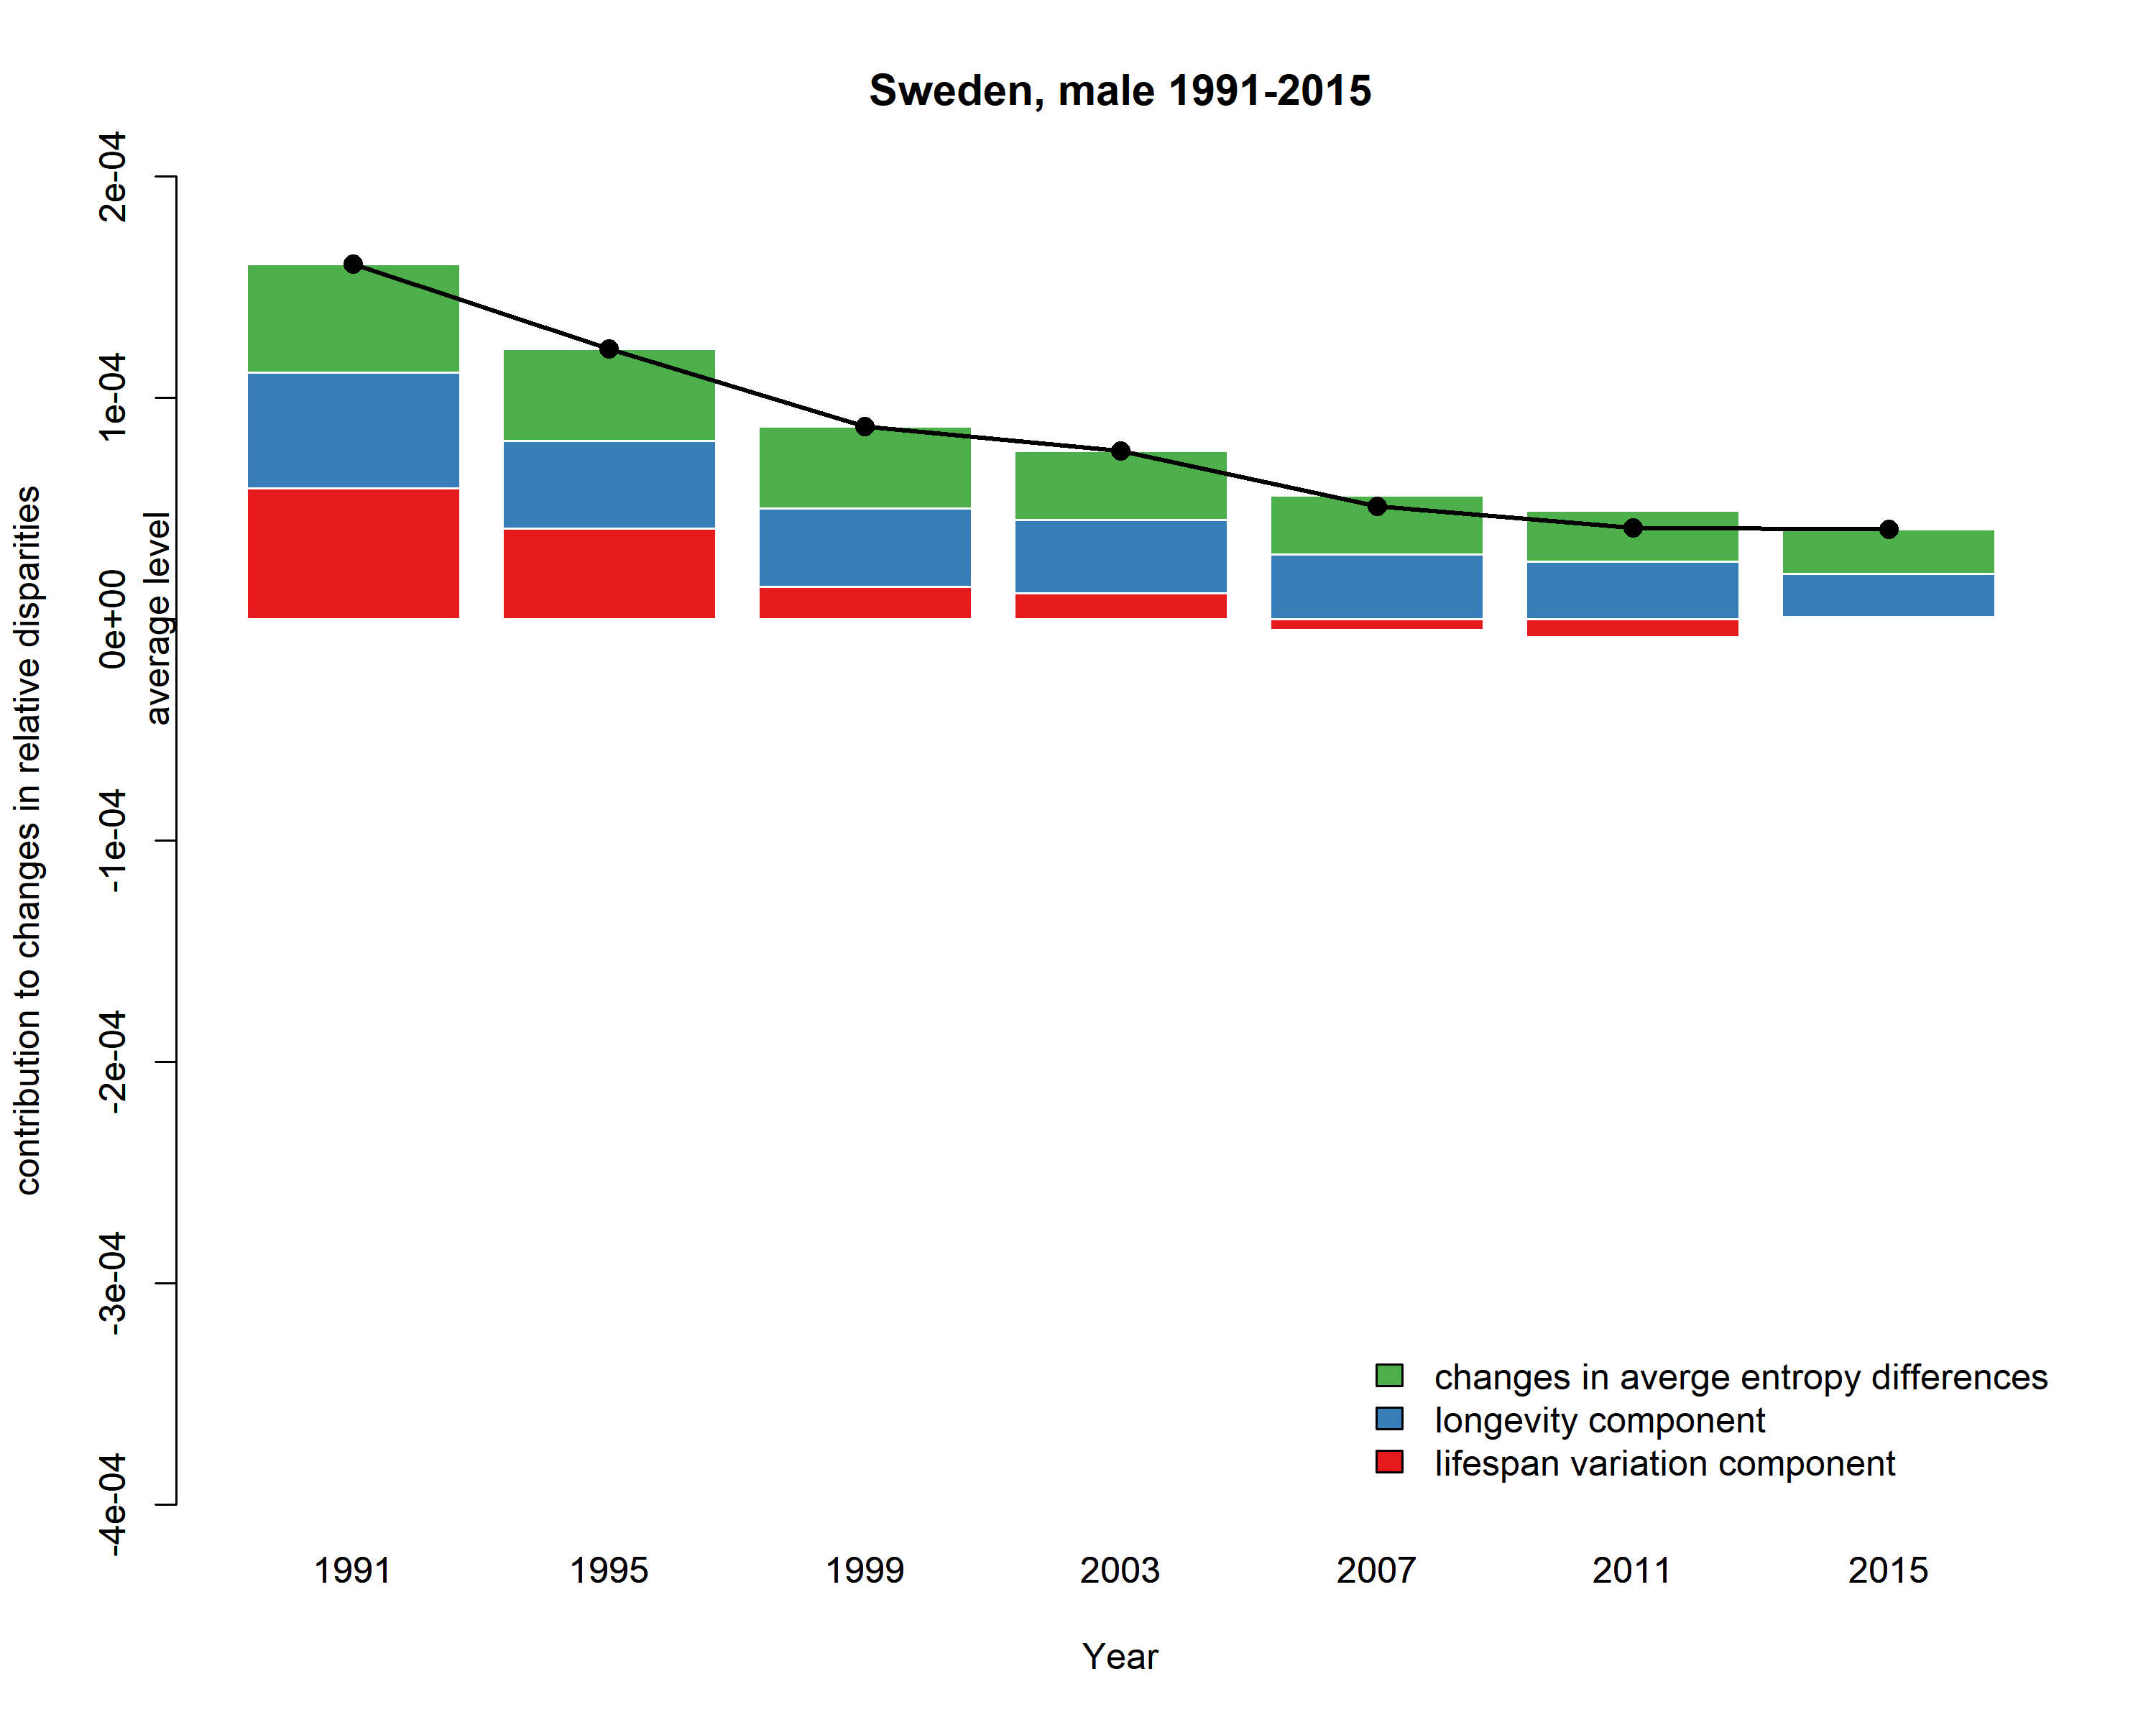 Sweden, male 1991-2015
contribution to changes in relative disparities
average level
2e-04
1e-04
0e+00
-1e-04
-2e-04
-3e-04
-4e-04
changes in averge entropy differences
longevity component
lifespan variation component
1991 1995 1999 2003 2007 2011 2015
Year